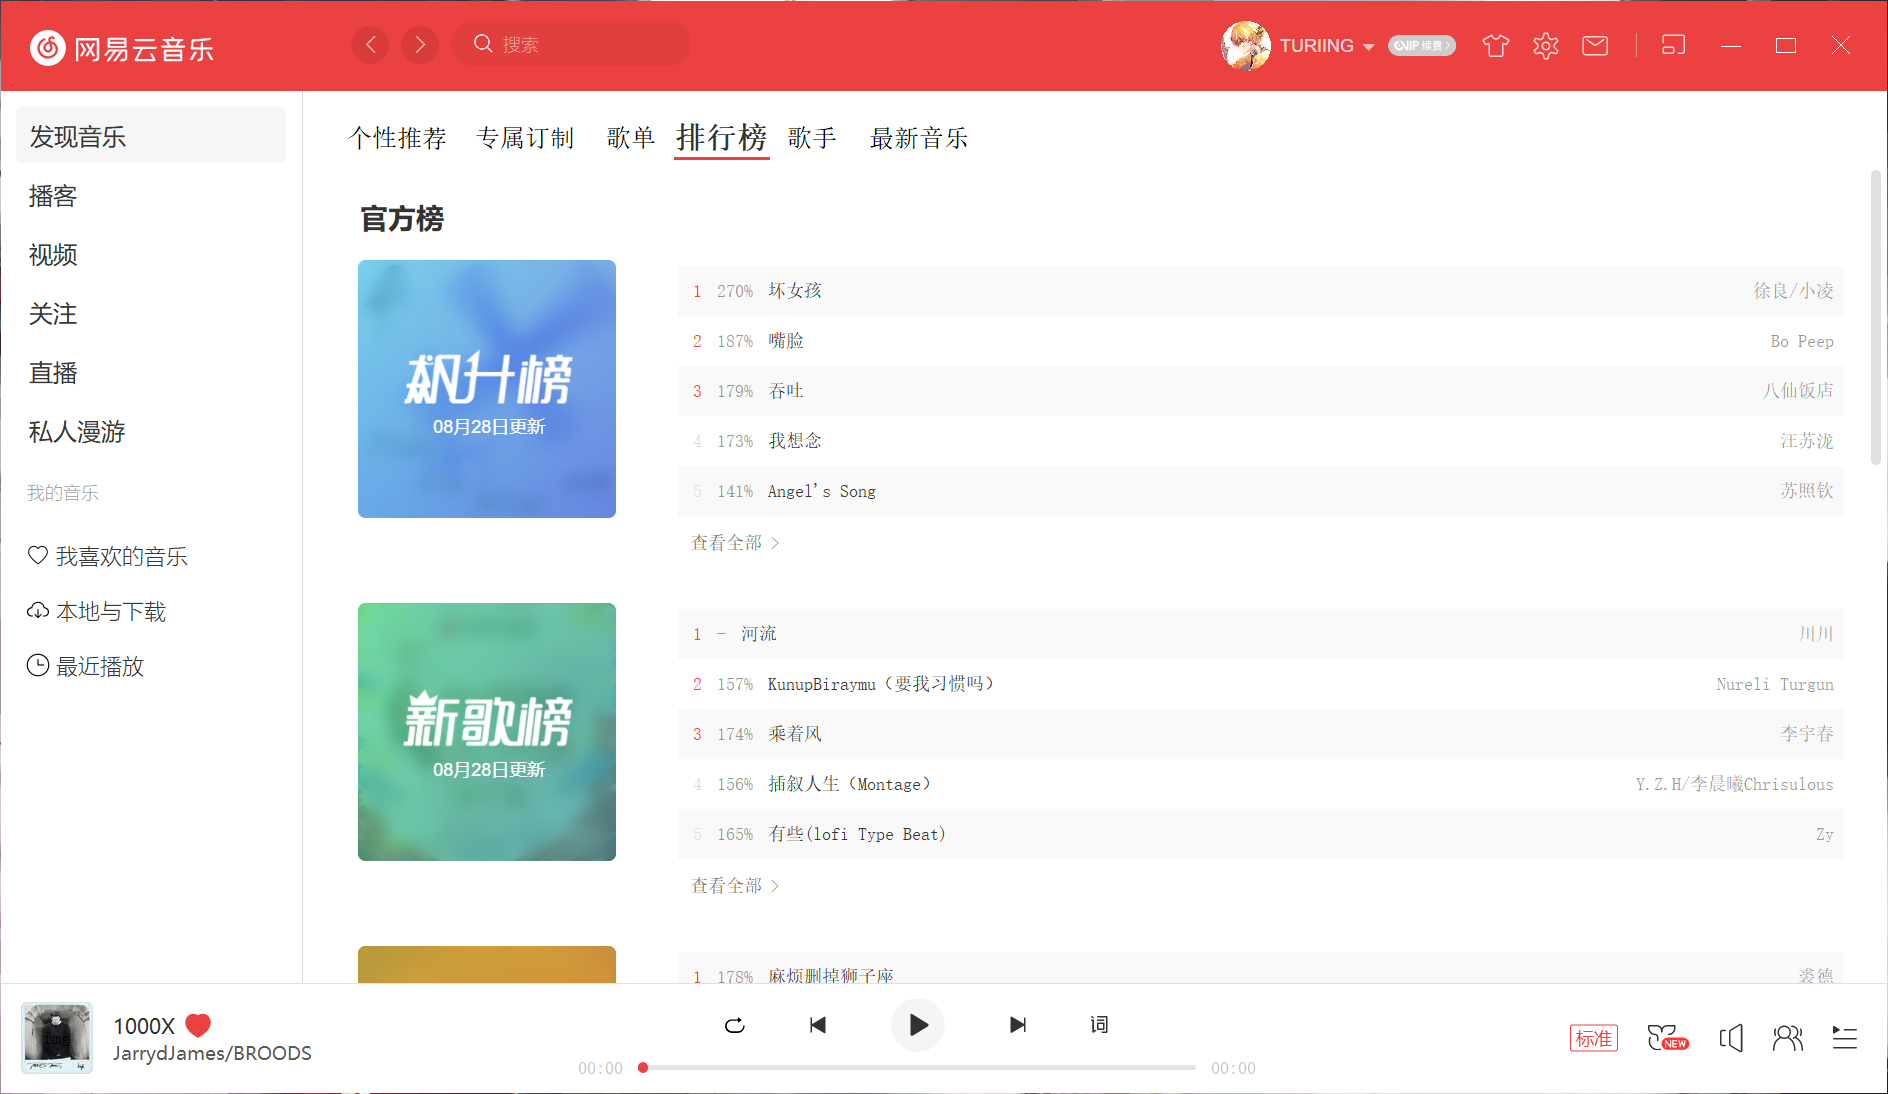 网易云音乐
搜索
TURIING
VIP 续费
发现音乐
播客
视频
关注
直播
私人漫游
我的音乐
我喜欢的音乐
本地与下载
最近播放
个性推荐 专属订制 歌单 排行榜 歌手 最新音乐
官方榜
飙升榜
08月28日更新
1 270% 坏女孩 徐良/小凌
2 187% 嘴脸 Bo Peep
3 179% 吞吐 八仙饭店
4 173% 我想念 汪苏泷
5 141% Angel's Song 苏照钦
查看全部
新歌榜
08月28日更新
1 - 河流 川川
2 157% KunupBiraymu（要我习惯吗） Nureli Turgun
3 174% 乘着风 李宇春
4 156% 插叙人生（Montage） Y.Z.H/李晨曦Chrisulous
5 165% 有些(lofi Type Beat) Zy
查看全部
1 178% 麻烦删掉狮子座 裘德
1000X
JarrydJames/BROODS
词
00:00 00:00
标准
NEW